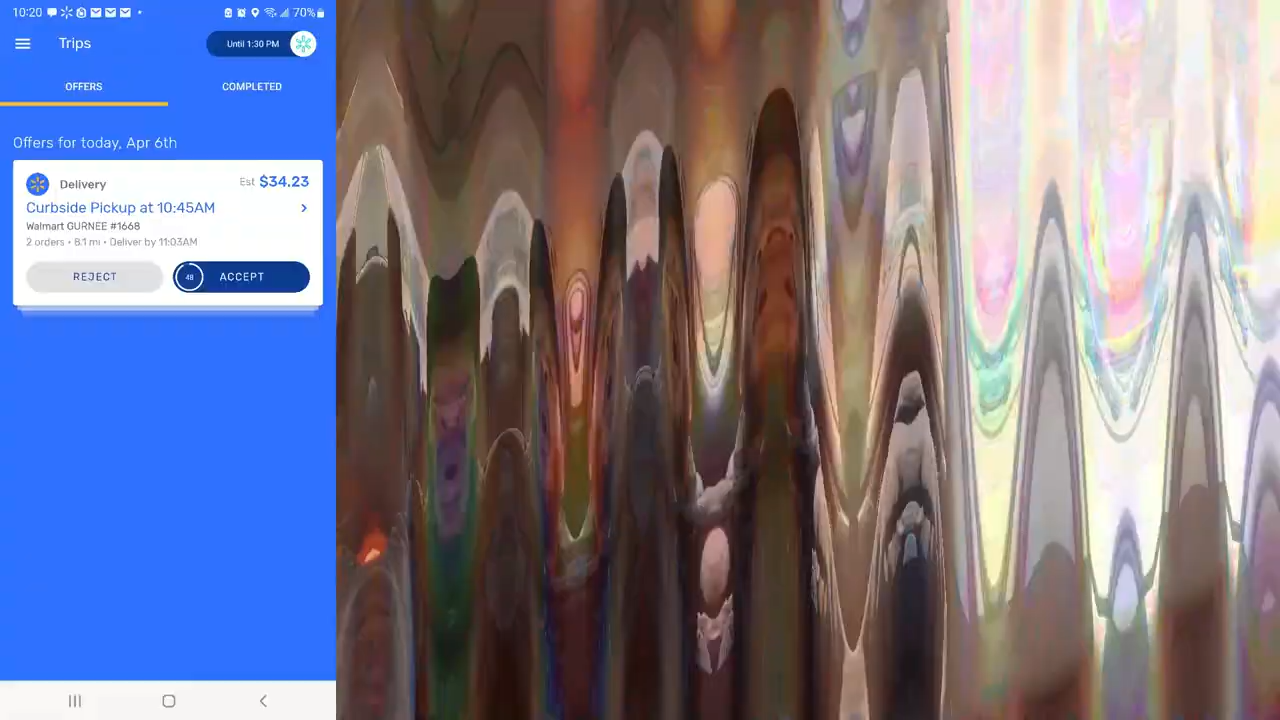 10:20
70%
Trips
Until 1:30 PM
OFFERS
COMPLETED
Offers for today, Apr 6th
Delivery
Est $34.23
Curbside Pickup at 10:45AM
Walmart GURNEE #1668
2 orders • 8.1 mi • Deliver by 11:03AM
REJECT
48
ACCEPT